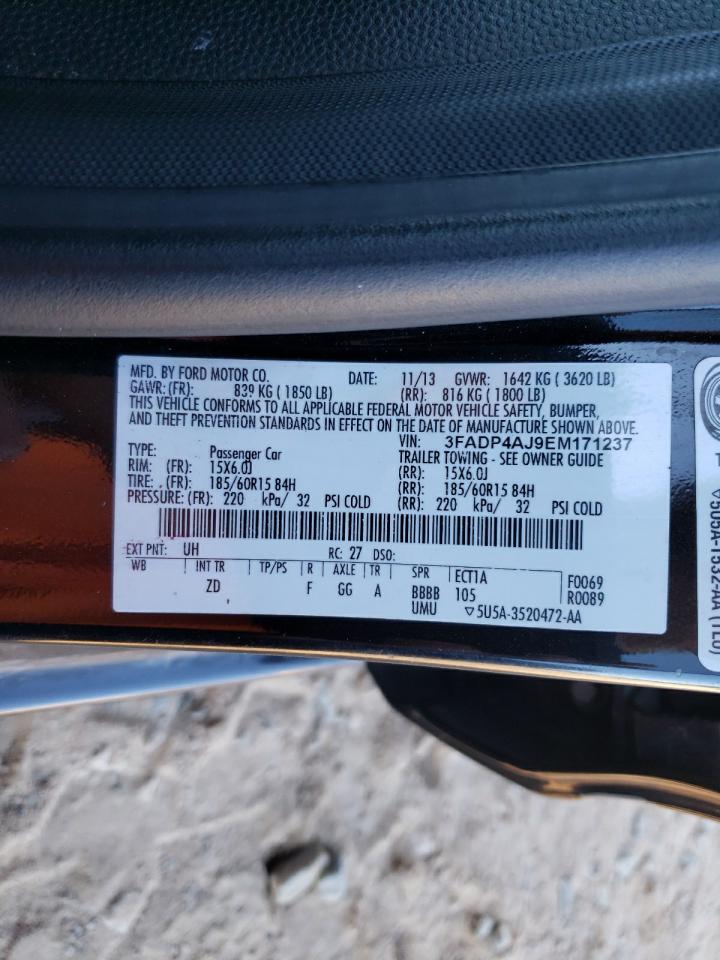 MFD. BY FORD MOTOR CO. DATE: 11/13 GVWR: 1642 KG ( 3620 LB)
GAWR: (FR): 839 KG ( 1850 LB) (RR): 816 KG ( 1800 LB)
THIS VEHICLE CONFORMS TO ALL APPLICABLE FEDERAL MOTOR VEHICLE SAFETY, BUMPER,
AND THEFT PREVENTION STANDARDS IN EFFECT ON THE DATE OF MANUFACTURE SHOWN ABOVE.
VIN: 3FADP4AJ9EM171237
TYPE: Passenger Car TRAILER TOWING - SEE OWNER GUIDE
RIM: (FR): 15X6.0J (RR): 15X6.0J
TIRE: (FR): 185/60R15 84H (RR): 185/60R15 84H
PRESSURE: (FR): 220 kPa/ 32 PSI COLD (RR): 220 kPa/ 32 PSI COLD
EXT PNT: UH RC: 27 DSO:
WB INT TR TP/PS R AXLE TR SPR ECT1A F0069
ZD F GG A BBBB 105 R0089
UMU ▽5U5A-3520472-AA
V5U5A-1532-AA (TEO)